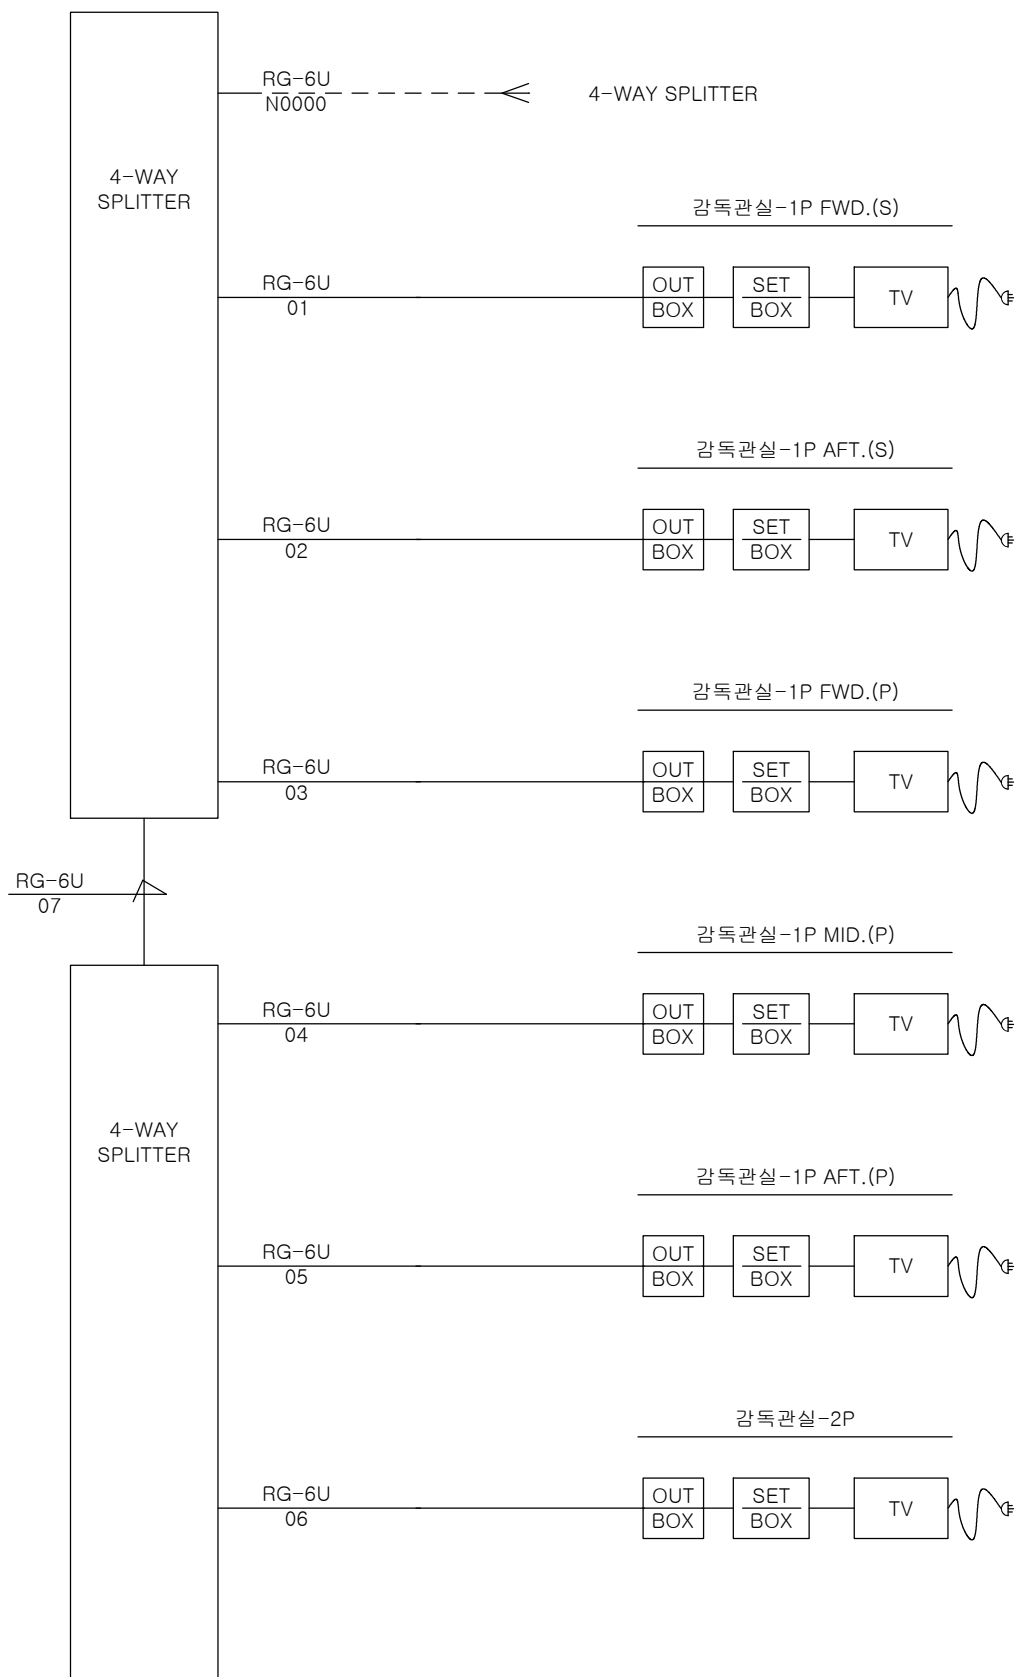 RG-6U
N0000
4-WAY SPLITTER
4-WAY
SPLITTER
감독관실-1P FWD.(S)
RG-6U
01
OUT
BOX
SET
BOX
TV
감독관실-1P AFT.(S)
RG-6U
02
OUT
BOX
SET
BOX
TV
감독관실-1P FWD.(P)
RG-6U
03
OUT
BOX
SET
BOX
TV
RG-6U
07
감독관실-1P MID.(P)
RG-6U
04
OUT
BOX
SET
BOX
TV
4-WAY
SPLITTER
감독관실-1P AFT.(P)
RG-6U
05
OUT
BOX
SET
BOX
TV
감독관실-2P
RG-6U
06
OUT
BOX
SET
BOX
TV